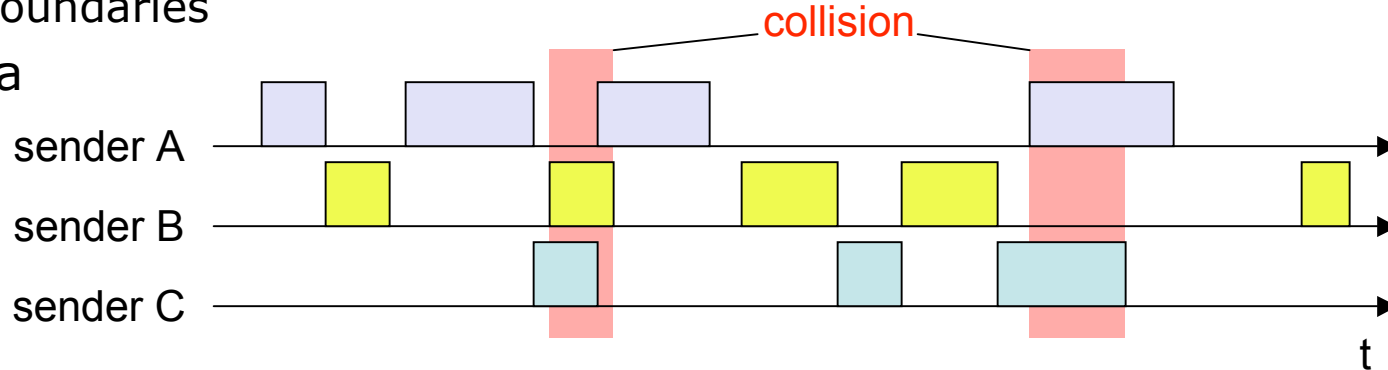 oundaries
collision
a
sender A
sender B
sender C
t